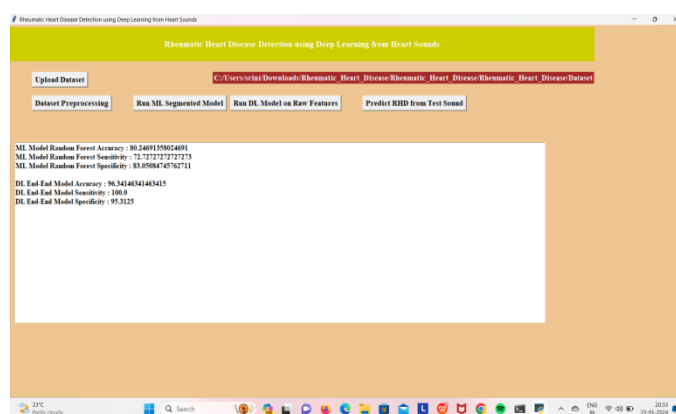 Rheumatic Heart Disease Detection using Deep Learning from Heart Sounds
Rheumatic Heart Disease Detection using Deep Learning from Heart Sounds
Upload Dataset
C:/Users/srini/Downloads/Rheumatic_Heart_Disease/Rheumatic_Heart_Disease/Rheumatic_Heart_Disease/Dataset
Dataset Preprocessing
Run ML Segmented Model
Run DL Model on Raw Features
Predict RHD from Test Sound
ML Model Random Forest Accuracy : 80.24691358024691
ML Model Random Forest Sensitivity : 72.72727272727273
ML Model Random Forest Specificity : 83.05084745762711
DL End-End Model Accuracy : 96.34146341463415
DL End-End Model Sensitivity : 100.0
DL End-End Model Specificity : 95.3125
23°C
Partly cloudy
Search
ENG
IN
20:33
22-01-2024